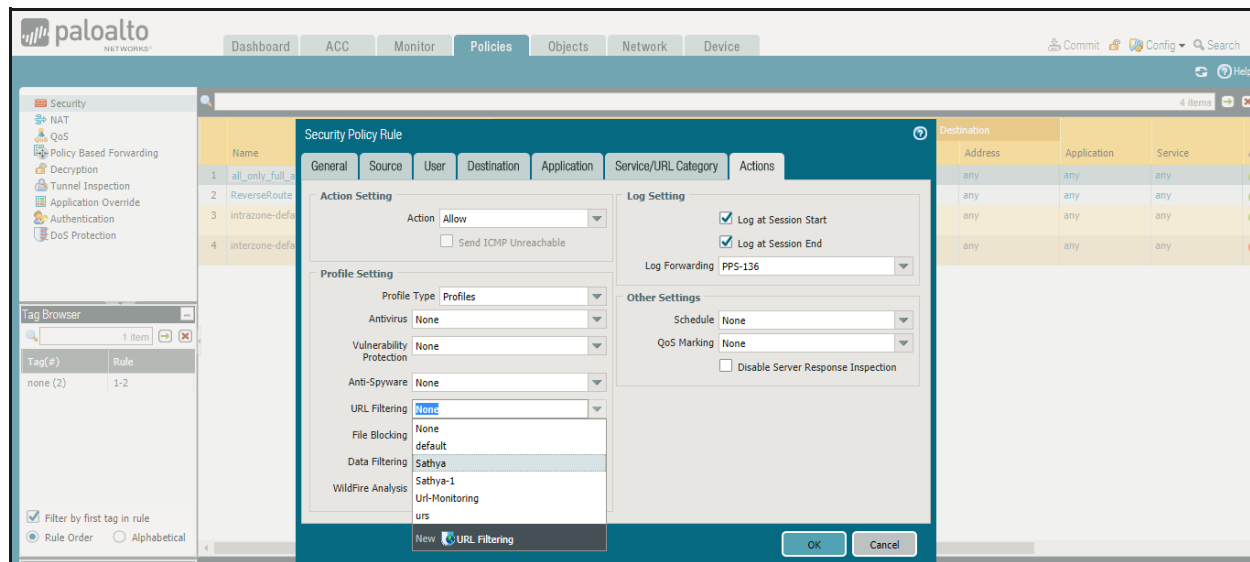 paloalto
NETWORKS®
Dashboard ACC Monitor Policies Objects Network Device
Commit Config Search
Help
Security
NAT
QoS
Policy Based Forwarding
Decryption
Tunnel Inspection
Application Override
Authentication
DoS Protection
4 items
Destination
Name Address Application Service
1 all_only_full_a any any any
2 ReverseRoute any any any
3 intrazone-defa any any any
4 interzone-defa any any any
Security Policy Rule
General Source User Destination Application Service/URL Category Actions
Action Setting
Action Allow
Send ICMP Unreachable
Profile Setting
Profile Type Profiles
Antivirus None
Vulnerability Protection None
Anti-Spyware None
URL Filtering None
File Blocking
Data Filtering
WildFire Analysis
None
default
Sathya
Sathya-1
Url-Monitoring
urs
New URL Filtering
Log Setting
Log at Session Start
Log at Session End
Log Forwarding PPS-136
Other Settings
Schedule None
QoS Marking None
Disable Server Response Inspection
OK Cancel
Tag Browser
1 item
Tag(#) Rule
none (2) 1-2
Filter by first tag in rule
Rule Order Alphabetical